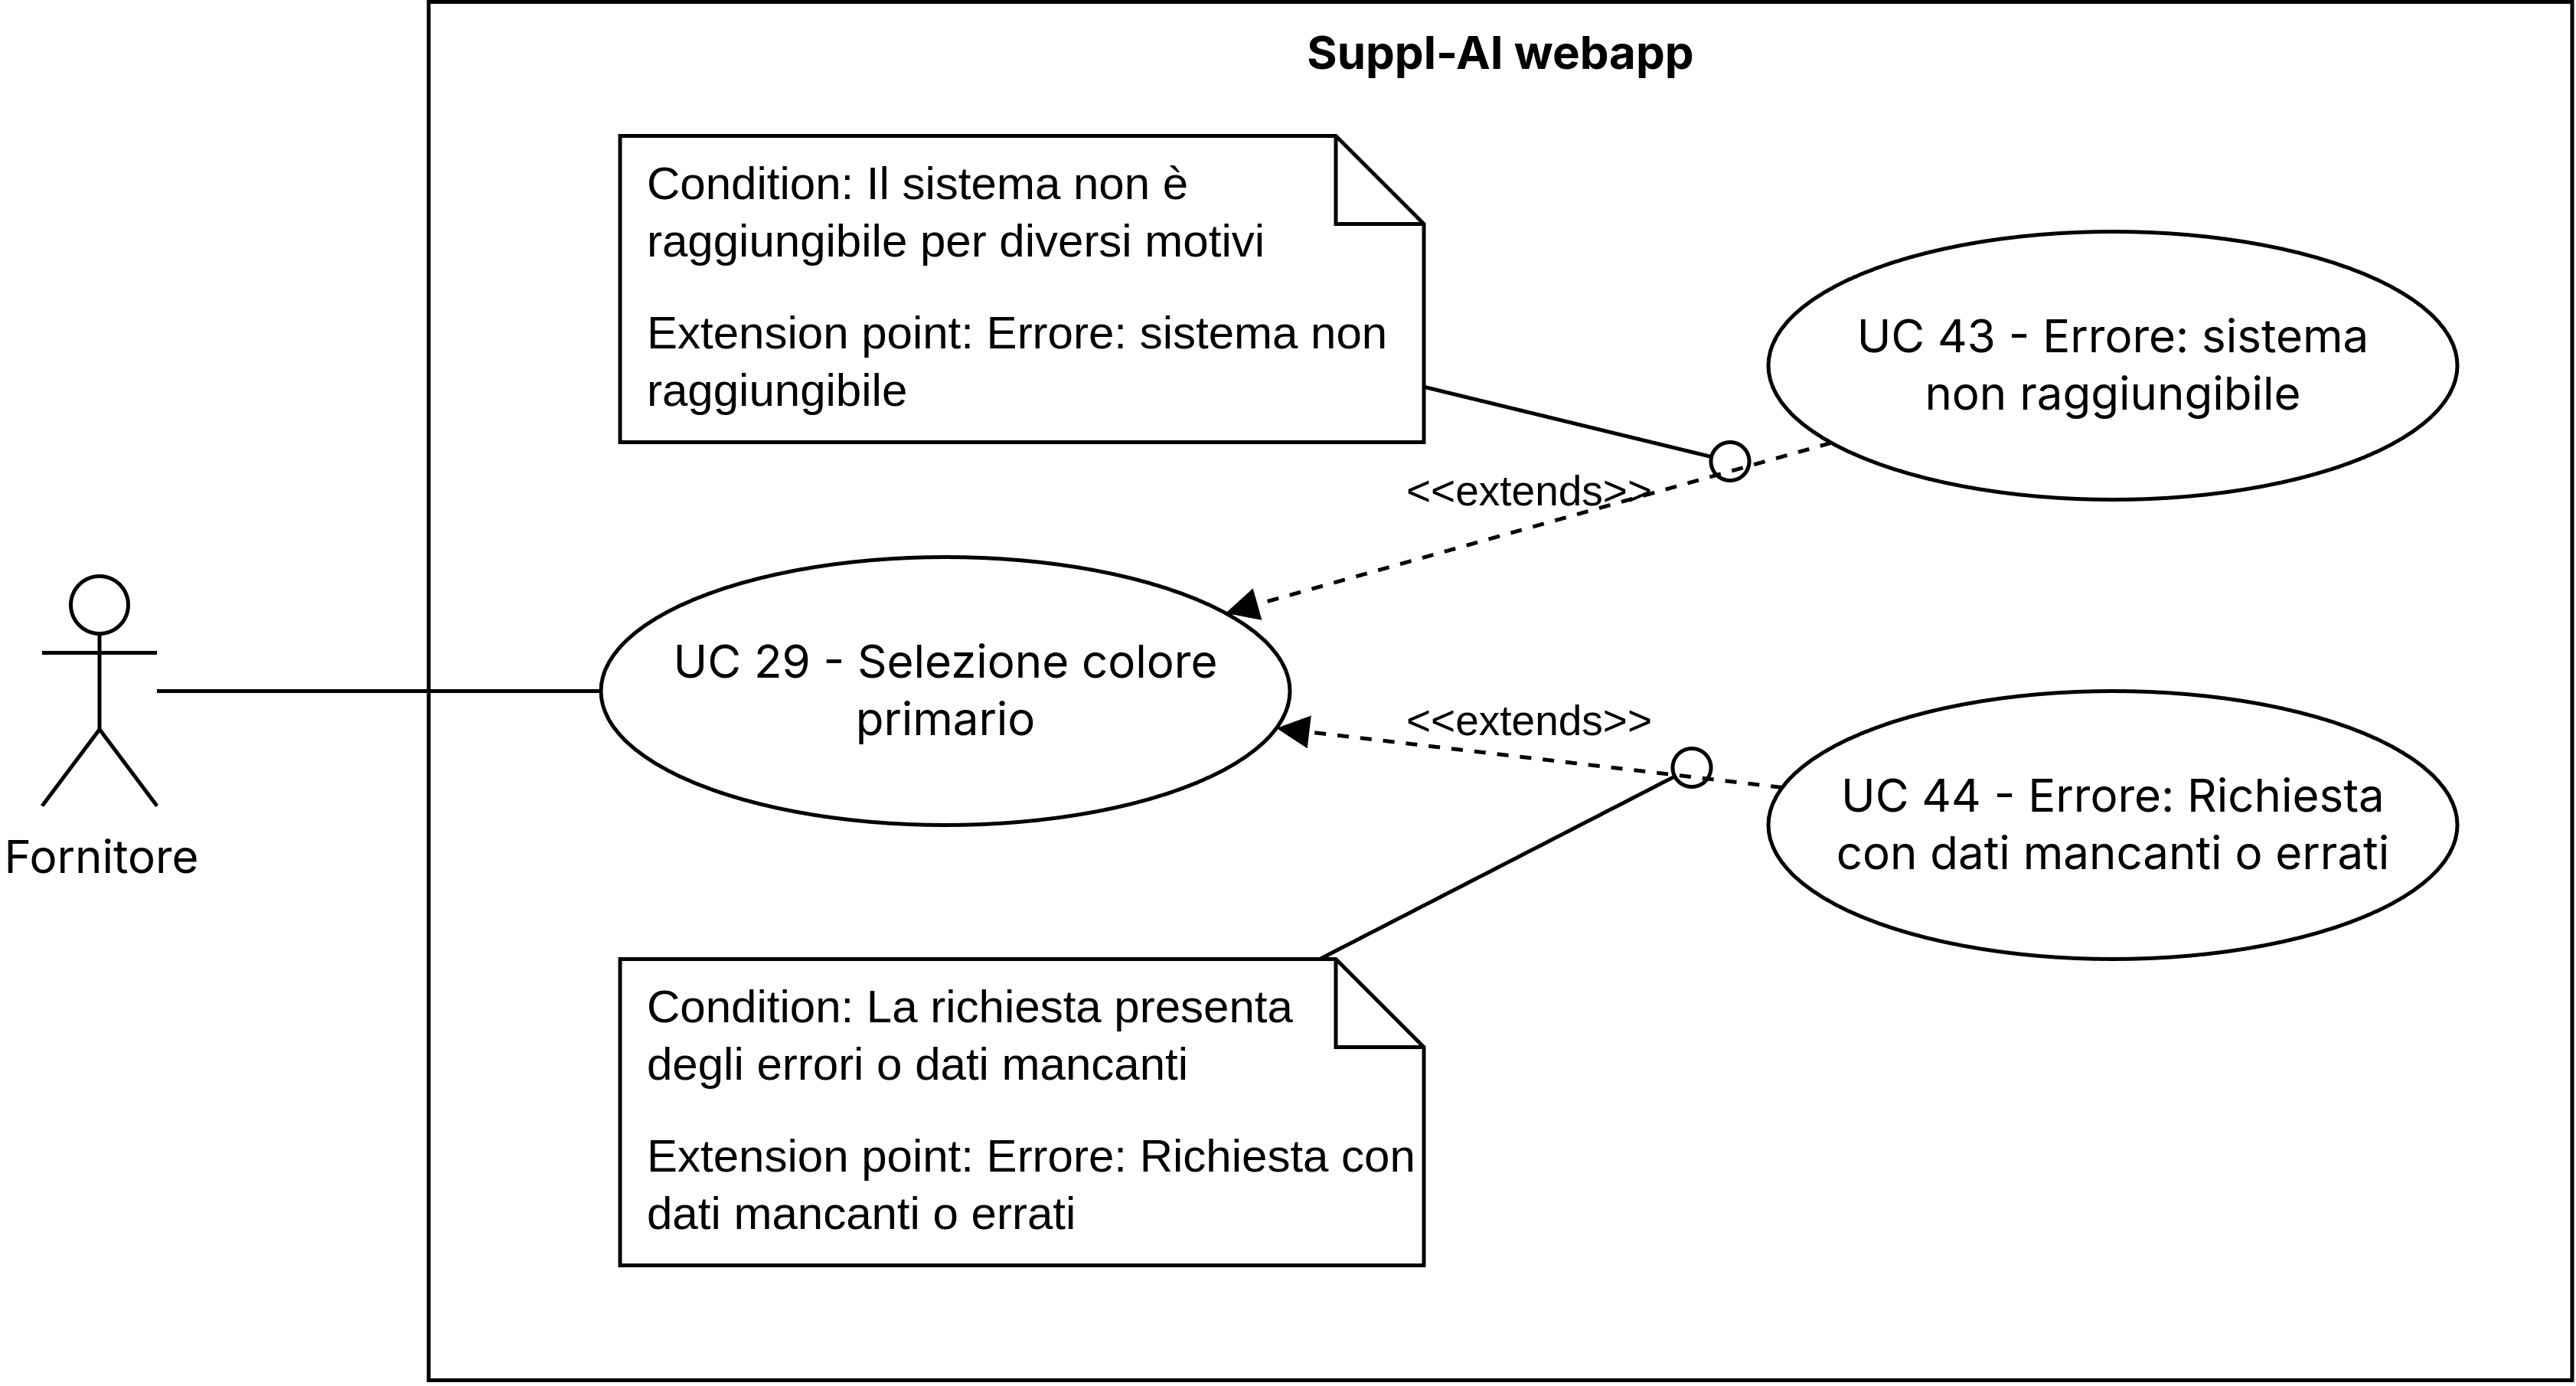 Suppl-AI webapp
Condition: Il sistema non è
raggiungibile per diversi motivi
Extension point: Errore: sistema non
raggiungibile
UC 43 - Errore: sistema
non raggiungibile
<<extends>>
UC 29 - Selezione colore
primario
<<extends>>
UC 44 - Errore: Richiesta
con dati mancanti o errati
Fornitore
Condition: La richiesta presenta
degli errori o dati mancanti
Extension point: Errore: Richiesta con
dati mancanti o errati